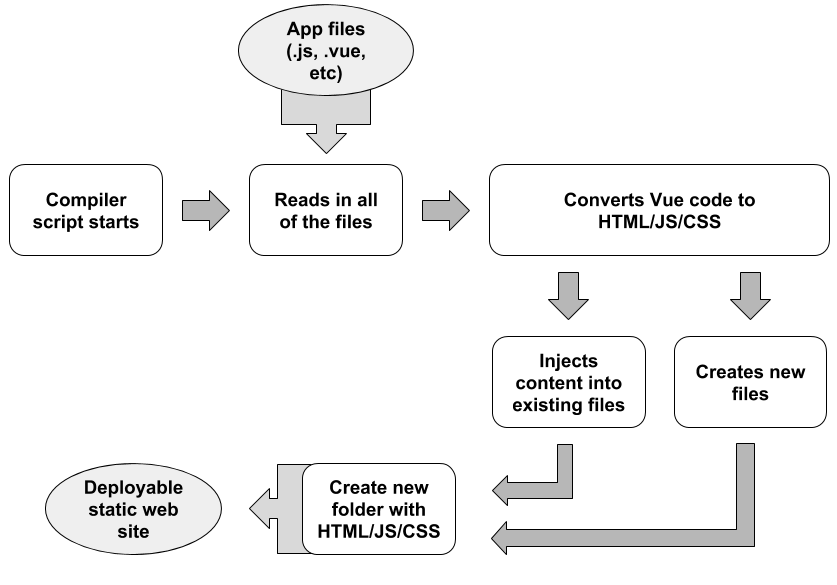 App files
(.js, .vue,
etc)
Compiler
script starts
Reads in all
of the files
Converts Vue code to
HTML/JS/CSS
Injects
content into
existing files
Creates new
files
Deployable
static web
site
Create new
folder with
HTML/JS/CSS